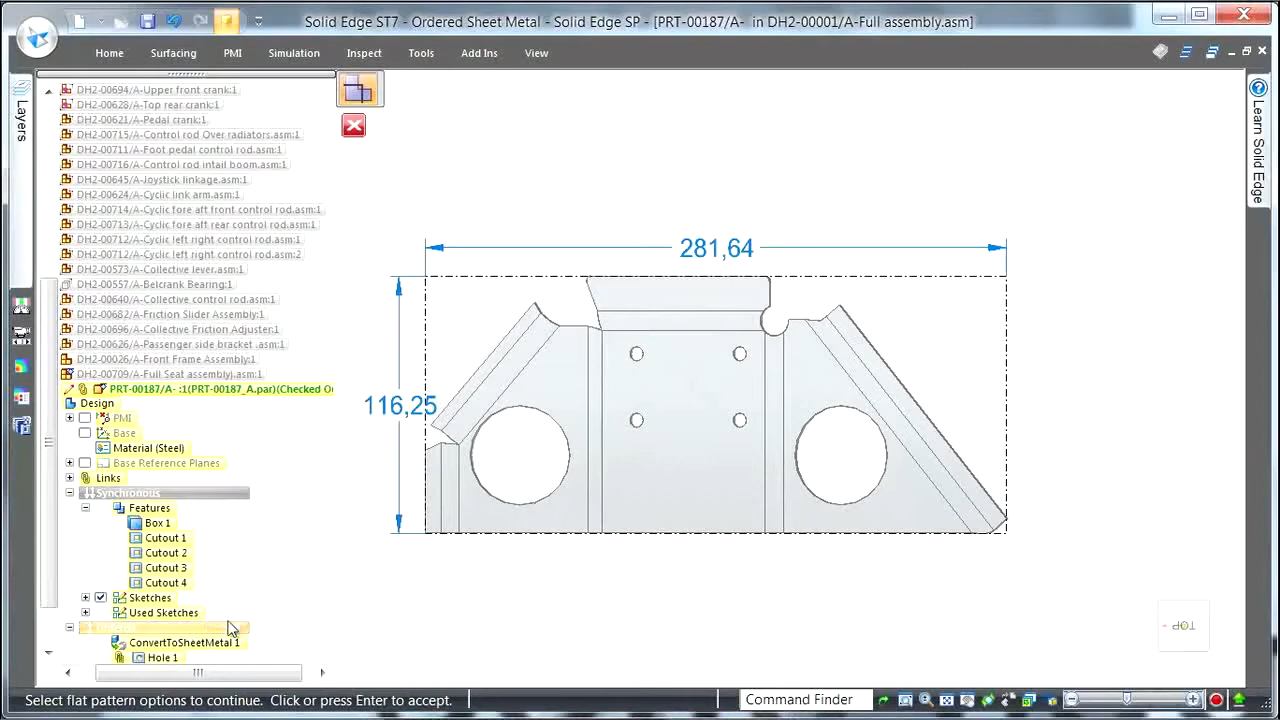 Solid Edge ST7 - Ordered Sheet Metal - Solid Edge SP - [PRT-00187/A- in DH2-00001/A-Full assembly.asm]
Home Surfacing PMI Simulation Inspect Tools Add Ins View
Layers
DH2-00694/A-Upper front crank:1
DH2-00628/A-Top rear crank:1
DH2-00621/A-Pedal crank:1
DH2-00715/A-Control rod Over radiators.asm:1
DH2-00711/A-Foot pedal control rod.asm:1
DH2-00716/A-Control rod intail boom.asm:1
DH2-00645/A-Joystick linkage.asm:1
DH2-00624/A-Cyclic link arm.asm:1
DH2-00714/A-Cyclic fore aft front control rod.asm:1
DH2-00713/A-Cyclic fore aft rear control rod.asm:1
DH2-00712/A-Cyclic left right control rod.asm:1
DH2-00712/A-Cyclic left right control rod.asm:2
DH2-00573/A-Collective lever.asm:1
DH2-00557/A-Belcrank Bearing:1
DH2-00640/A-Collective control rod.asm:1
DH2-00682/A-Friction Slider Assembly:1
DH2-00696/A-Collective Friction Adjuster:1
DH2-00626/A-Passenger side bracket .asm:1
DH2-00026/A-Front Frame Assembly:1
DH2-00709/A-Full Seat assembly.asm:1
PRT-00187/A- :1(PRT-00187_A.par)(Checked O
Design
PMI
Base
Material (Steel)
Base Reference Planes
Links
Synchronous
Features
Box 1
Cutout 1
Cutout 2
Cutout 3
Cutout 4
Sketches
Used Sketches
ConvertToSheetMetal 1
Hole 1
281,64
116,25
TOP
Learn Solid Edge
Select flat pattern options to continue. Click or press Enter to accept.
Command Finder